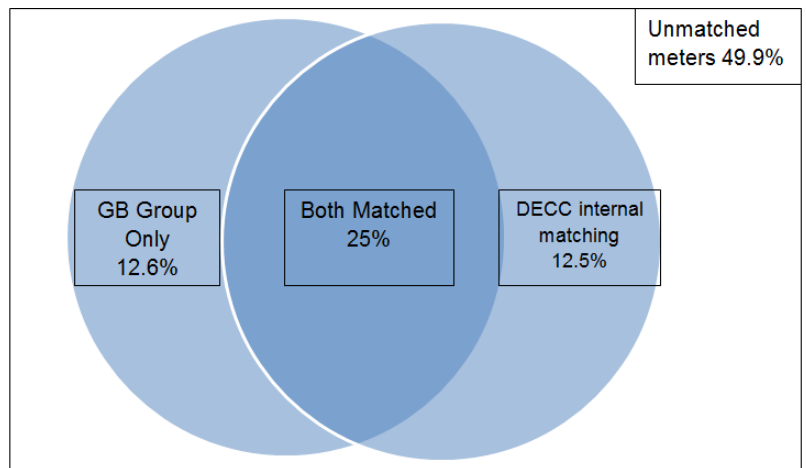 Unmatched
meters 49.9%
GB Group
Only
12.6%
Both Matched
25%
DECC internal
matching
12.5%